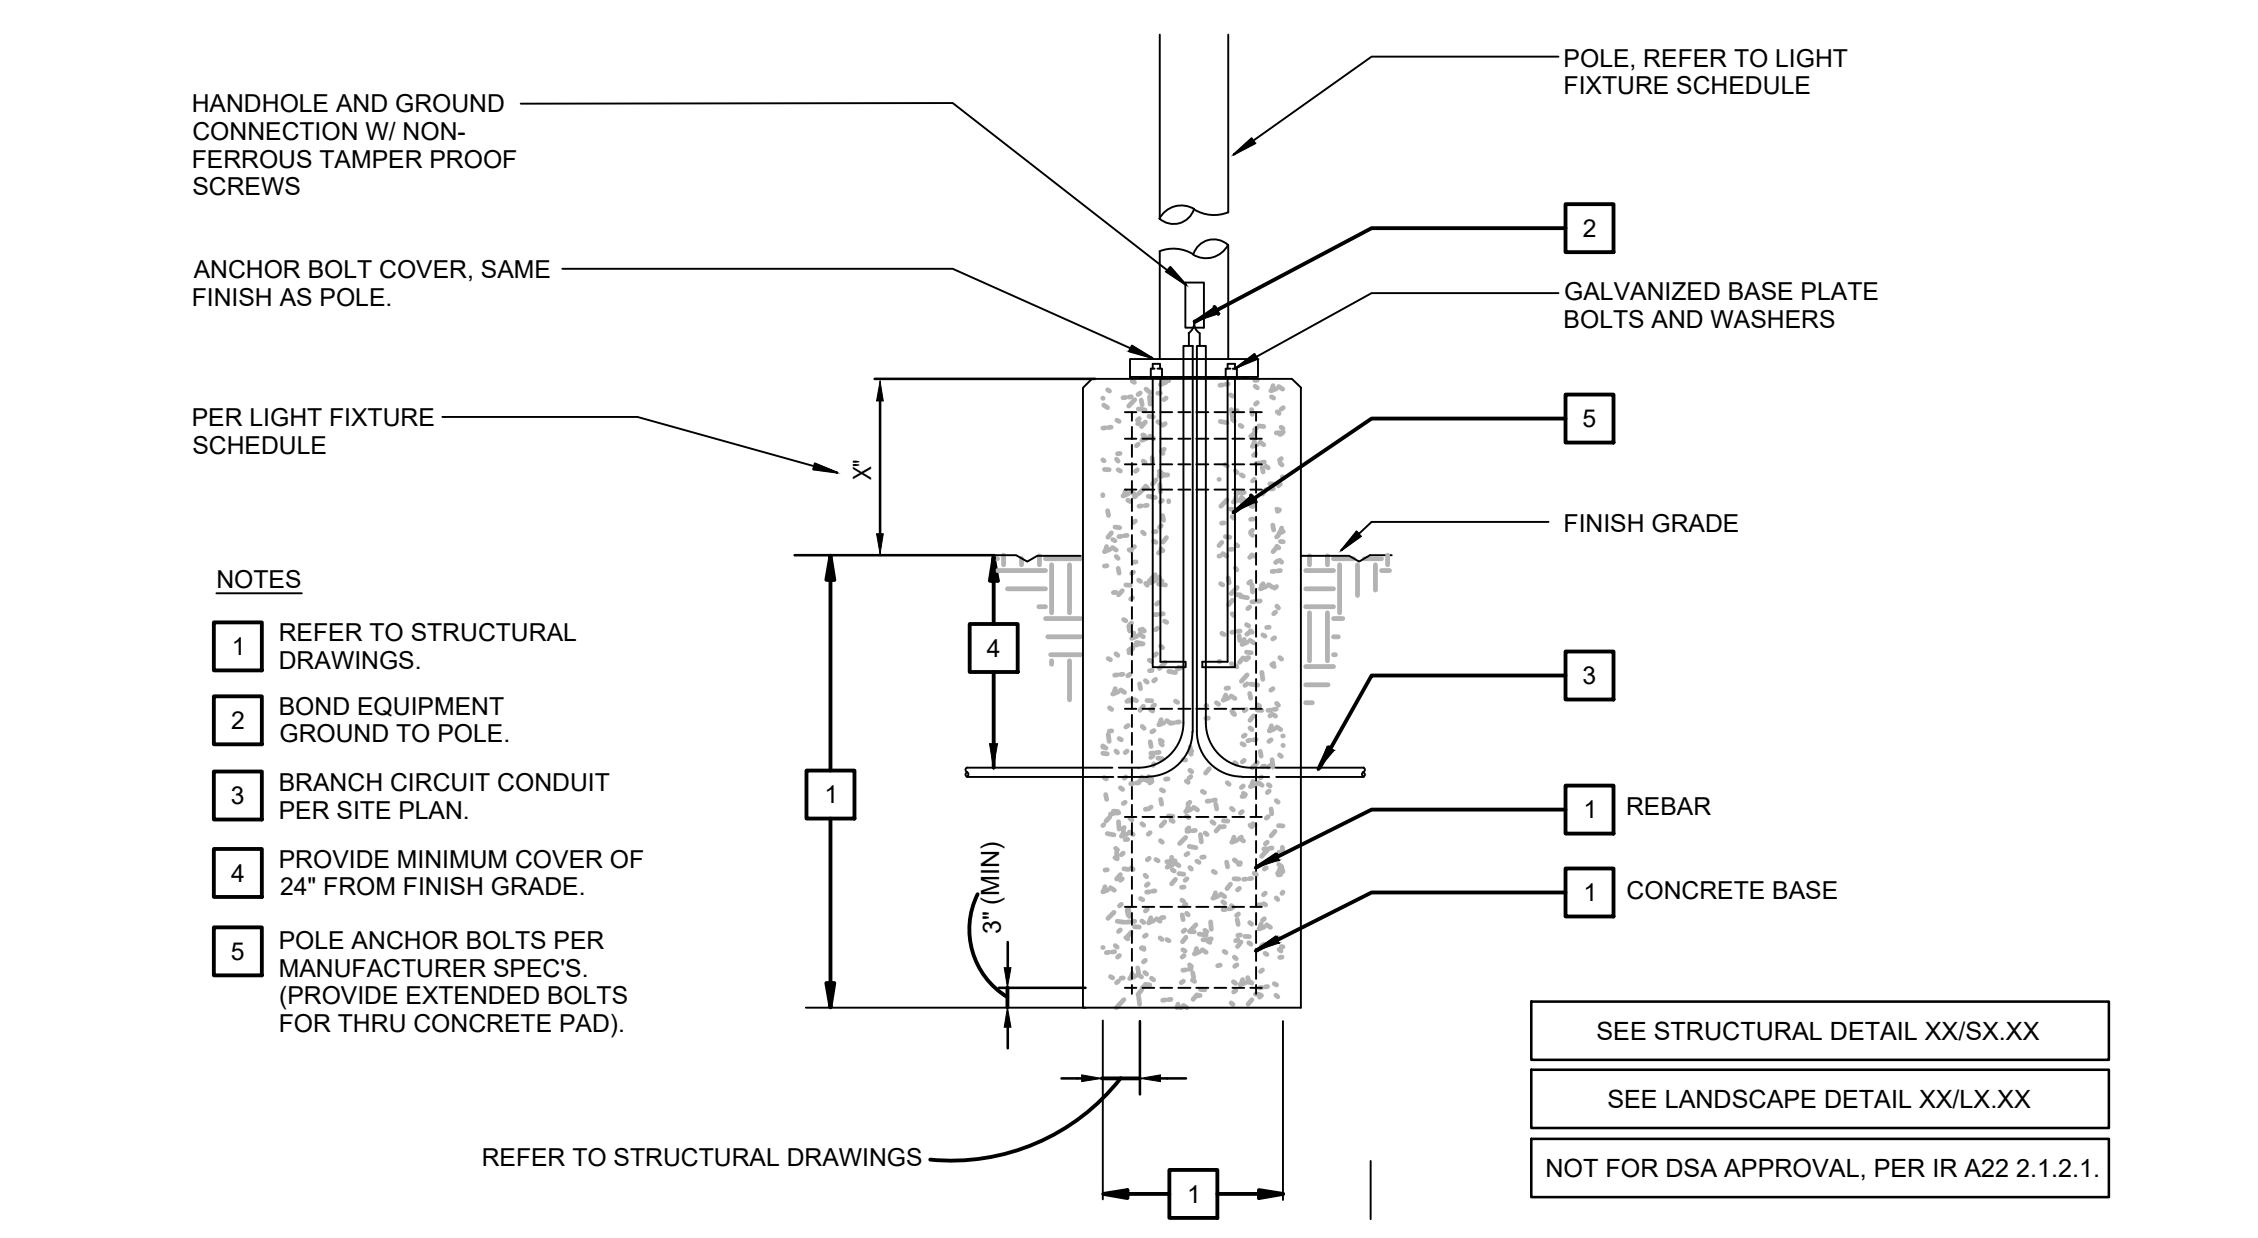 HANDHOLE AND GROUND
CONNECTION W/ NON-
FERROUS TAMPER PROOF
SCREWS
ANCHOR BOLT COVER, SAME
FINISH AS POLE.
PER LIGHT FIXTURE
SCHEDULE
X"
POLE, REFER TO LIGHT
FIXTURE SCHEDULE
2
GALVANIZED BASE PLATE
BOLTS AND WASHERS
5
FINISH GRADE
3
1 REBAR
1 CONCRETE BASE
4
1
3" (MIN)
NOTES
1 REFER TO STRUCTURAL
DRAWINGS.
2 BOND EQUIPMENT
GROUND TO POLE.
3 BRANCH CIRCUIT CONDUIT
PER SITE PLAN.
4 PROVIDE MINIMUM COVER OF
24" FROM FINISH GRADE.
5 POLE ANCHOR BOLTS PER
MANUFACTURER SPEC'S.
(PROVIDE EXTENDED BOLTS
FOR THRU CONCRETE PAD).
REFER TO STRUCTURAL DRAWINGS
1
SEE STRUCTURAL DETAIL XX/SX.XX
SEE LANDSCAPE DETAIL XX/LX.XX
NOT FOR DSA APPROVAL, PER IR A22 2.1.2.1.